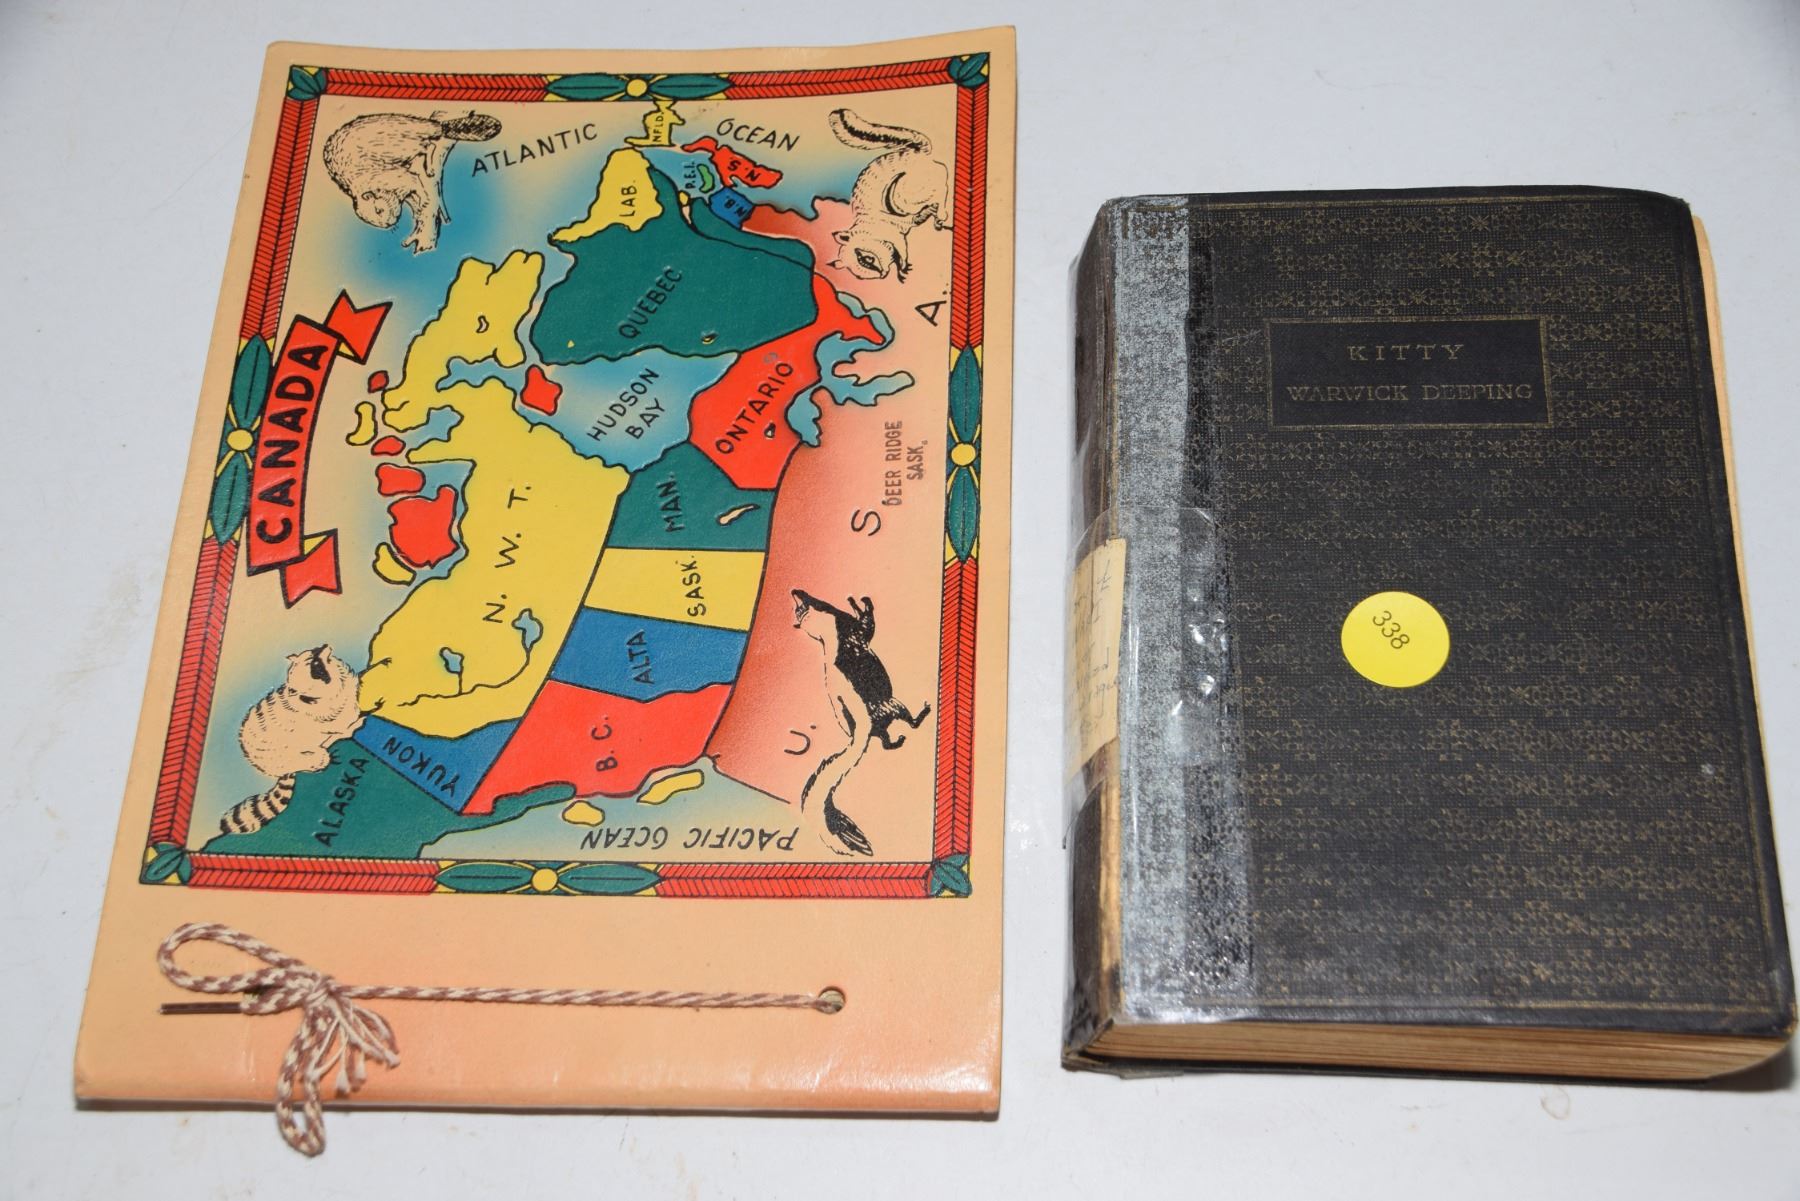 CANADA
ATLANTIC OCEAN
NFLD.
LAB.
P.E.I.
N.S.
N.B.
QUEBEC
HUDSON
BAY
ONTARIO
MAN.
SASK.
ALTA
B. C.
N. W. T.
YUKON
ALASKA
PACIFIC OCEAN
U. S. A.
DEER RIDGE
SASK.
KITTY
WARWICK DEEPING
338